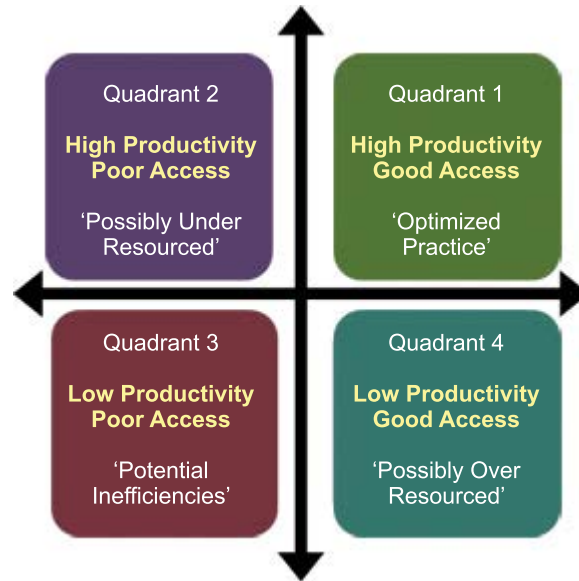 Quadrant 2
High Productivity
Poor Access
‘Possibly Under
Resourced’
Quadrant 1
High Productivity
Good Access
‘Optimized
Practice’
Quadrant 3
Low Productivity
Poor Access
‘Potential
Inefficiencies’
Quadrant 4
Low Productivity
Good Access
‘Possibly Over
Resourced’